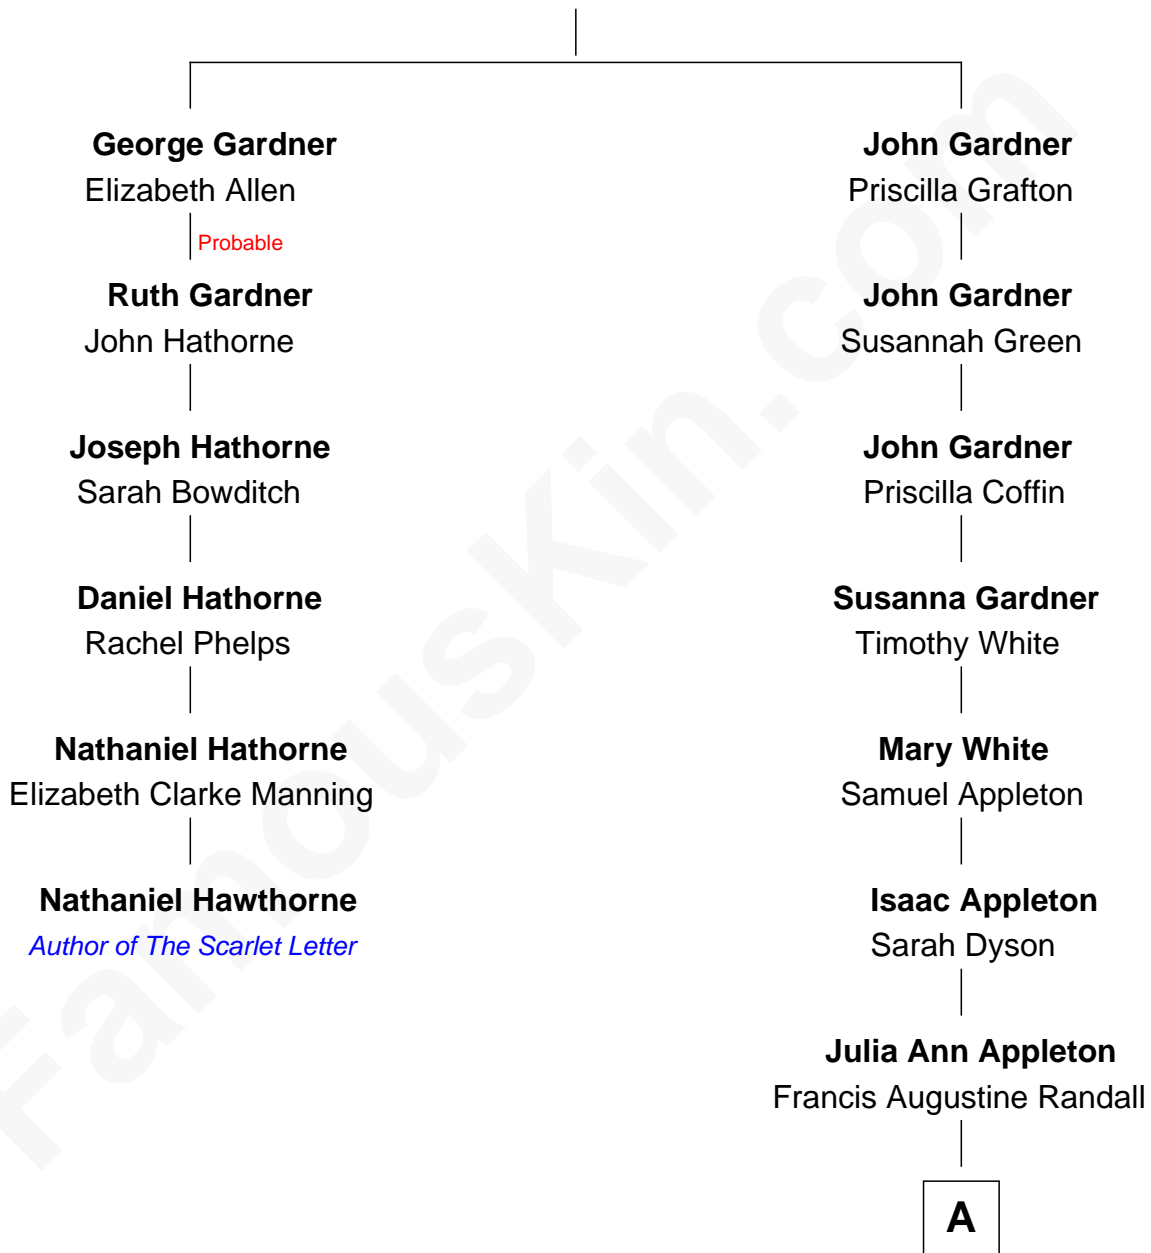 George Gardner
Elizabeth Allen
Probable
Ruth Gardner
John Hathorne
Joseph Hathorne
Sarah Bowditch
Daniel Hathorne
Rachel Phelps
Nathaniel Hathorne
Elizabeth Clarke Manning
Nathaniel Hawthorne
Author of The Scarlet Letter
John Gardner
Priscilla Grafton
John Gardner
Susannah Green
John Gardner
Priscilla Coffin
Susanna Gardner
Timothy White
Mary White
Samuel Appleton
Isaac Appleton
Sarah Dyson
Julia Ann Appleton
Francis Augustine Randall
A
FamousKin.com